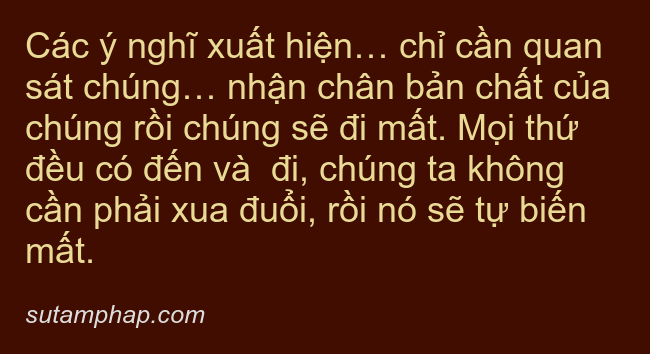 Các ý nghĩ xuất hiện… chỉ cần quan
sát chúng… nhận chân bản chất của
chúng rồi chúng sẽ đi mất. Mọi thứ
đều có đến và  đi, chúng ta không
cần phải xua đuổi, rồi nó sẽ tự biến
mất.
sutamphap.com